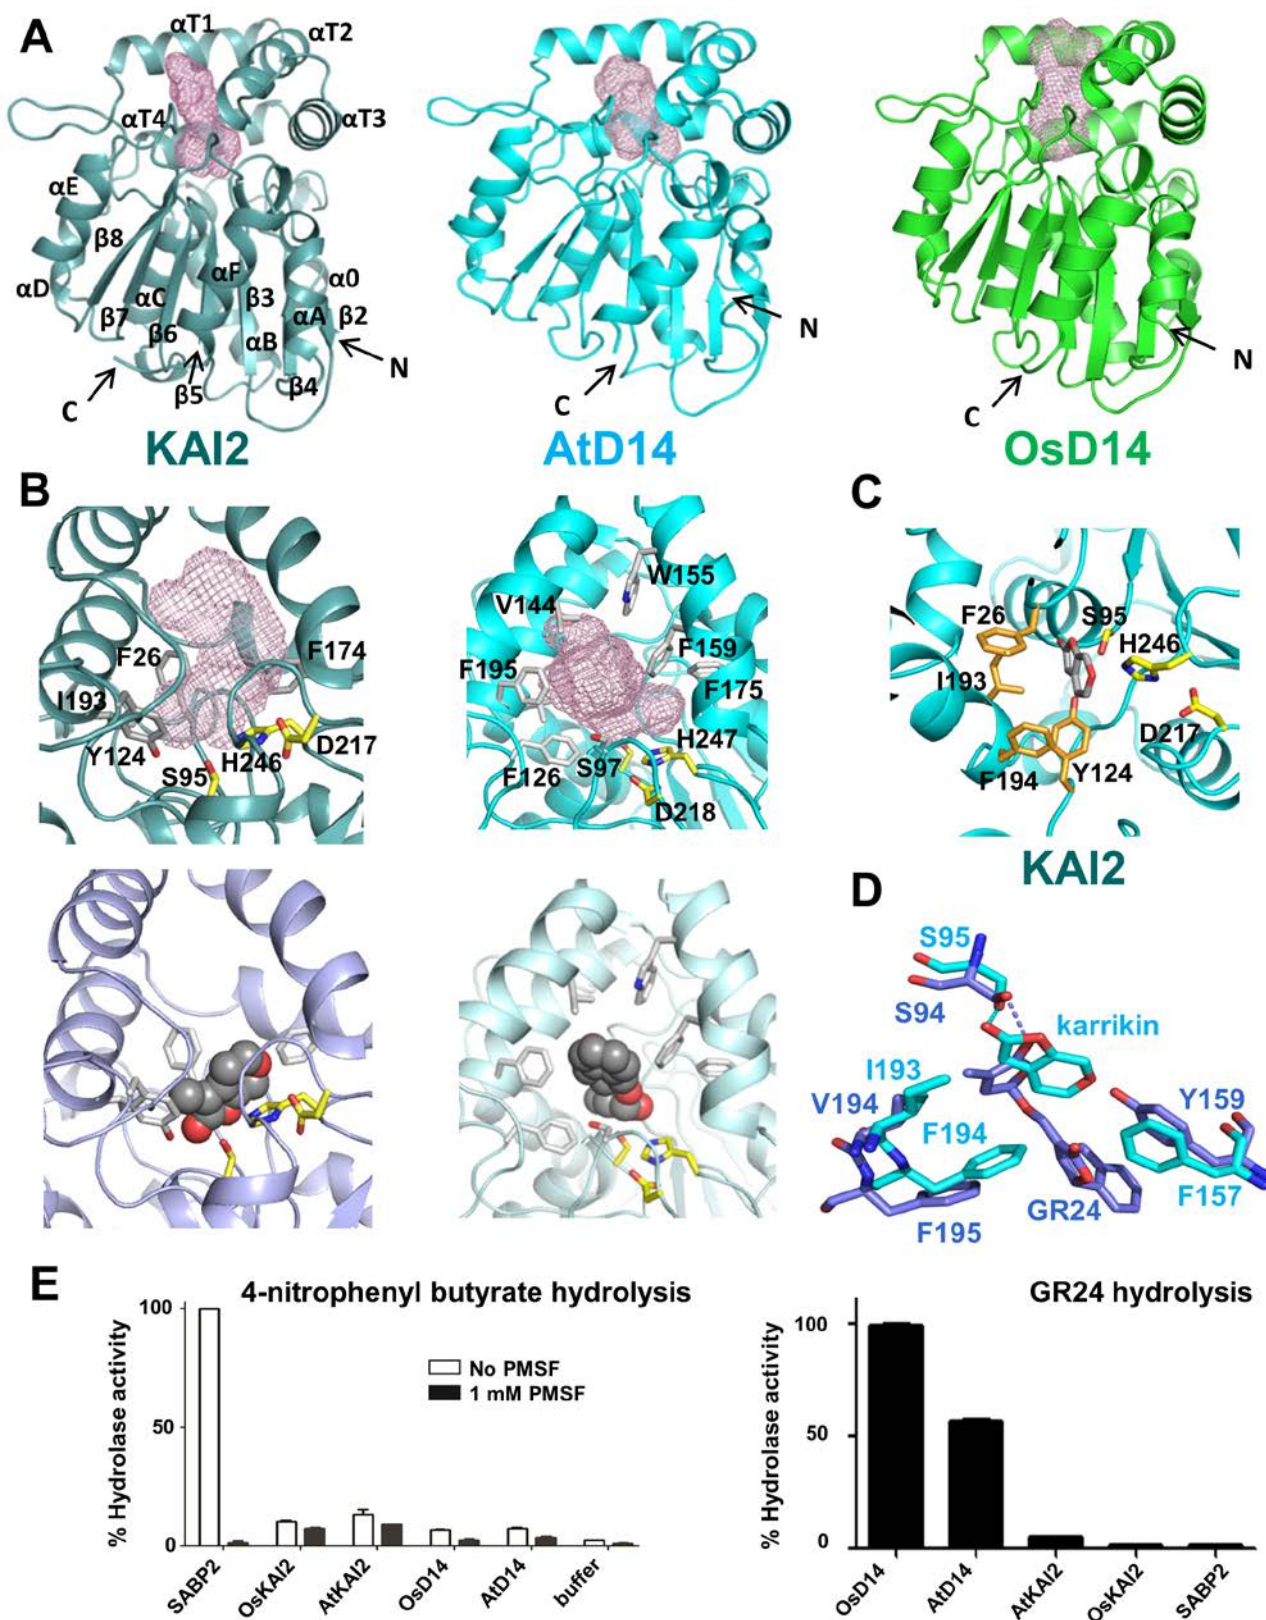 A
αT1
αT2
αT4
αT3
αE
β8
αD
αF
α0
αC
β3
β7
β6
αA
β2
αB
N
β5
β4
C
KAI2
N
C
AtD14
N
C
OsD14
B
F26
F174
I193
Y124
H246
D217
S95
W155
V144
F159
F195
F175
H247
F126
S97
D218
C
F26
S95
H246
I193
D217
F194
Y124
KAI2
D
S95
S94
karrikin
I193
V194
Y159
F194
F157
GR24
F195
E
4-nitrophenyl butyrate hydrolysis
% Hydrolase activity
100
50
0
No PMSF
1 mM PMSF
SABP2
OsKAI2
AtKAI2
OsD14
AtD14
buffer
GR24 hydrolysis
% Hydrolase activity
100
50
0
OsD14
AtD14
AtKAI2
OsKAI2
SABP2